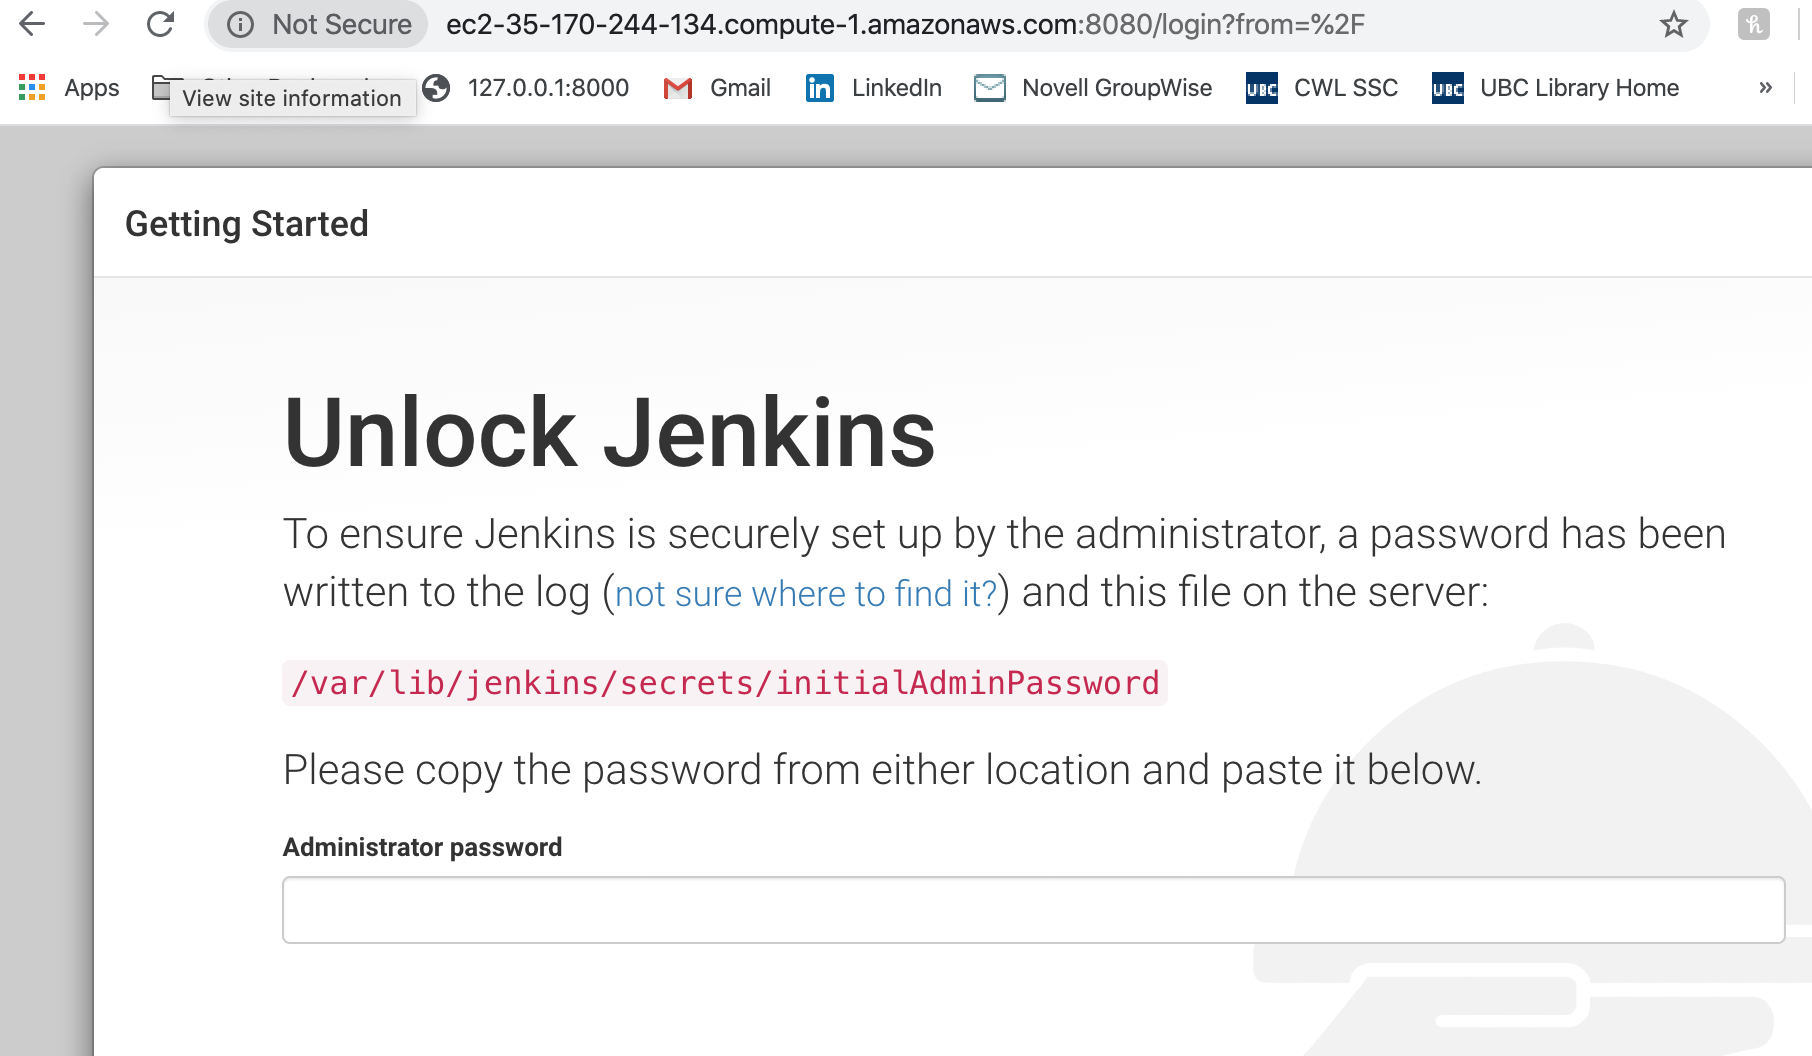 Not Secure ec2-35-170-244-134.compute-1.amazonaws.com:8080/login?from=%2F
Apps 127.0.0.1:8000 Gmail LinkedIn Novell GroupWise UBC CWL SSC UBC UBC Library Home »
View site information
Getting Started
Unlock Jenkins
To ensure Jenkins is securely set up by the administrator, a password has been
written to the log (not sure where to find it?) and this file on the server:
/var/lib/jenkins/secrets/initialAdminPassword
Please copy the password from either location and paste it below.
Administrator password